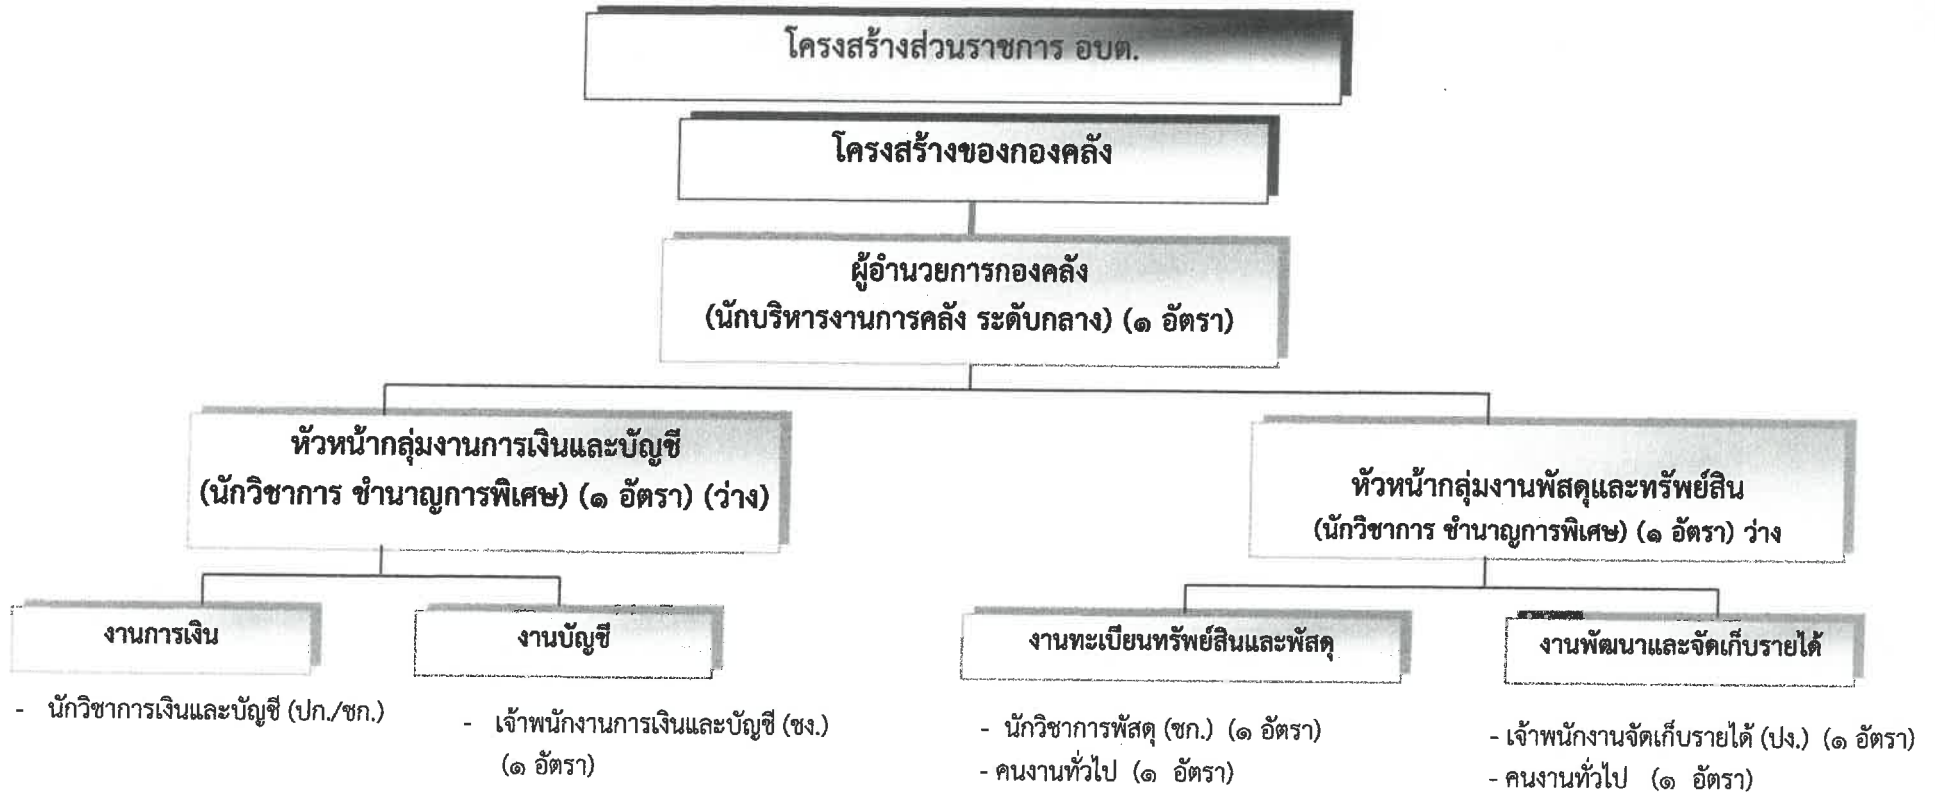 โครงสร้างส่วนราชการ อบต.
โครงสร้างของกองคลัง
ผู้อำนวยการกองคลัง
(นักบริหารงานการคลัง ระดับกลาง) (๑ อัตรา)
หัวหน้ากลุ่มงานการเงินและบัญชี
(นักวิชาการ ชำนาญการพิเศษ) (๑ อัตรา) (ว่าง)
หัวหน้ากลุ่มงานพัสดุและทรัพย์สิน
(นักวิชาการ ชำนาญการพิเศษ) (๑ อัตรา) ว่าง
งานการเงิน
- นักวิชาการเงินและบัญชี (ปก./ชก.)
งานบัญชี
- เจ้าพนักงานการเงินและบัญชี (ชง.)
(๑ อัตรา)
งานทะเบียนทรัพย์สินและพัสดุ
- นักวิชาการพัสดุ (ชก.) (๑ อัตรา)
- คนงานทั่วไป (๑ อัตรา)
งานพัฒนาและจัดเก็บรายได้
- เจ้าพนักงานจัดเก็บรายได้ (ปง.) (๑ อัตรา)
- คนงานทั่วไป (๑ อัตรา)